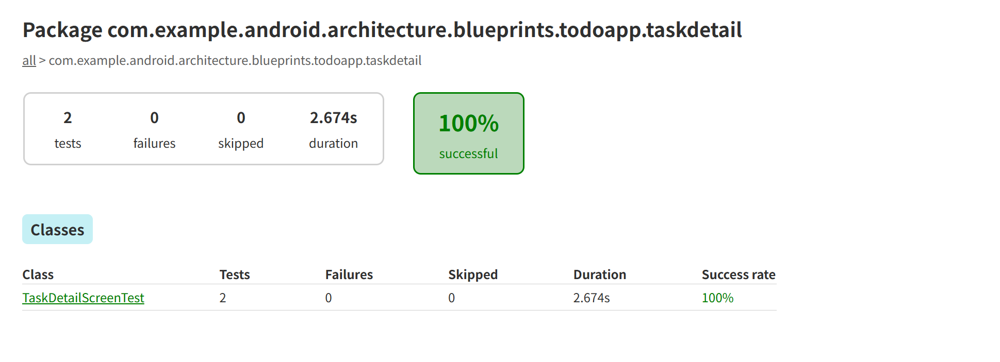 Package com.example.android.architecture.blueprints.todoapp.taskdetail
all > com.example.android.architecture.blueprints.todoapp.taskdetail
2 0 0 2.674s
tests failures skipped duration
100%
successful
Classes
Class Tests Failures Skipped Duration Success rate
TaskDetailScreenTest 2 0 0 2.674s 100%